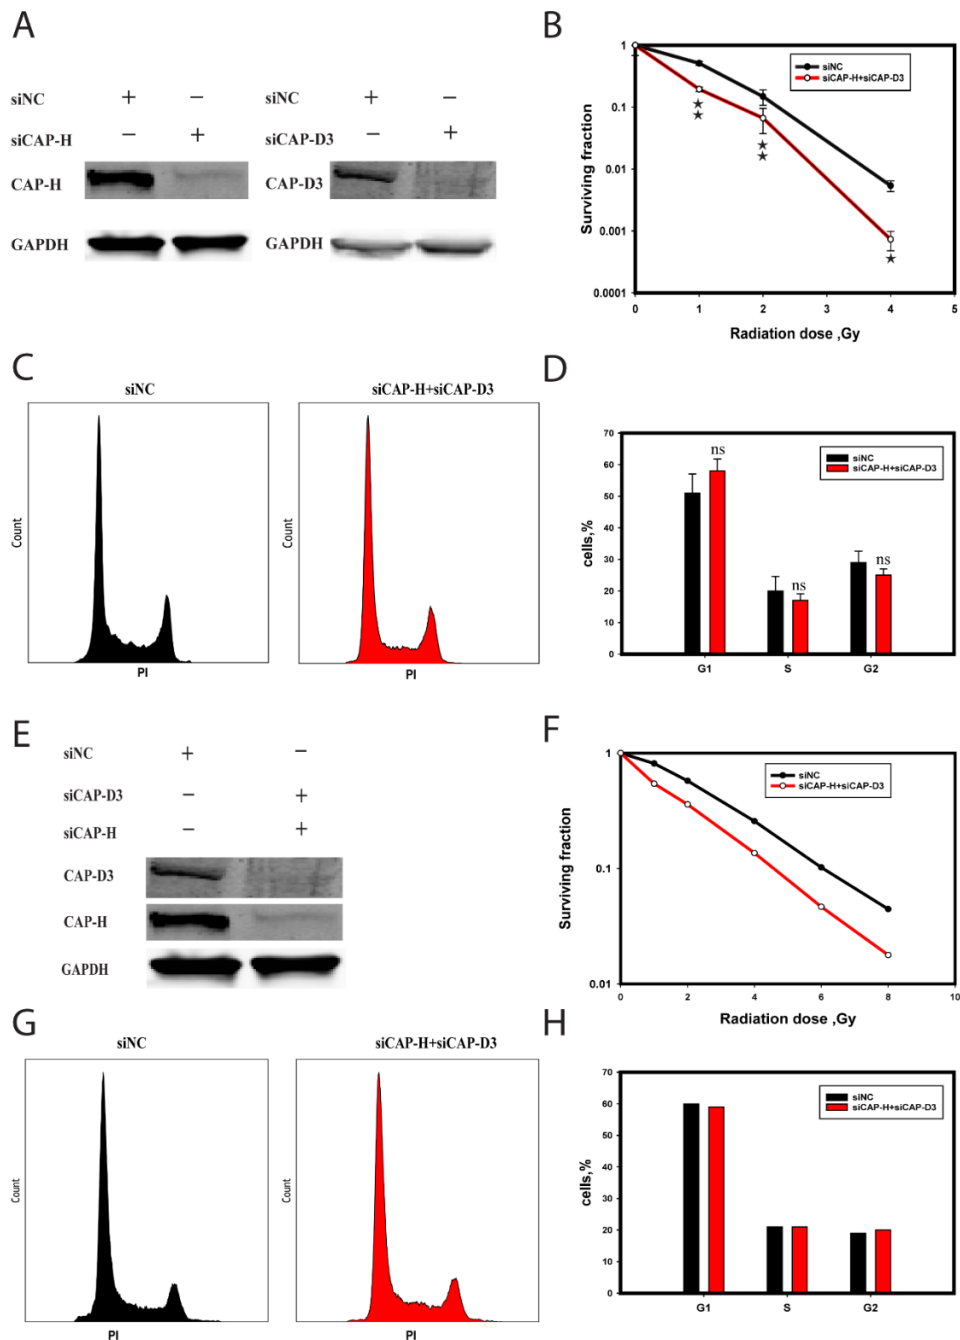 A
siNC + −
siCAP-H − +
CAP-H
GAPDH
siNC + −
siCAP-D3 − +
CAP-D3
GAPDH
B
siNC
siCAP-H+siCAP-D3
Surviving fraction
1
0.1
0.01
0.001
0.0001
0 1 2 3 4 5
Radiation dose ,Gy
C
siNC
Count
PI
siCAP-H+siCAP-D3
Count
PI
D
siNC
siCAP-H+siCAP-D3
cells,%
70
60
50
40
30
20
10
0
ns
ns
ns
G1 S G2
E
siNC + −
siCAP-D3 − +
siCAP-H − +
CAP-D3
CAP-H
GAPDH
F
siNC
siCAP-H+siCAP-D3
Surviving fraction
1
0.1
0.01
0 2 4 6 8 10
Radiation dose ,Gy
G
siNC
Count
PI
siCAP-H+siCAP-D3
Count
PI
H
siNC
siCAP-H+siCAP-D3
cells,%
70
60
50
40
30
20
10
0
G1 S G2